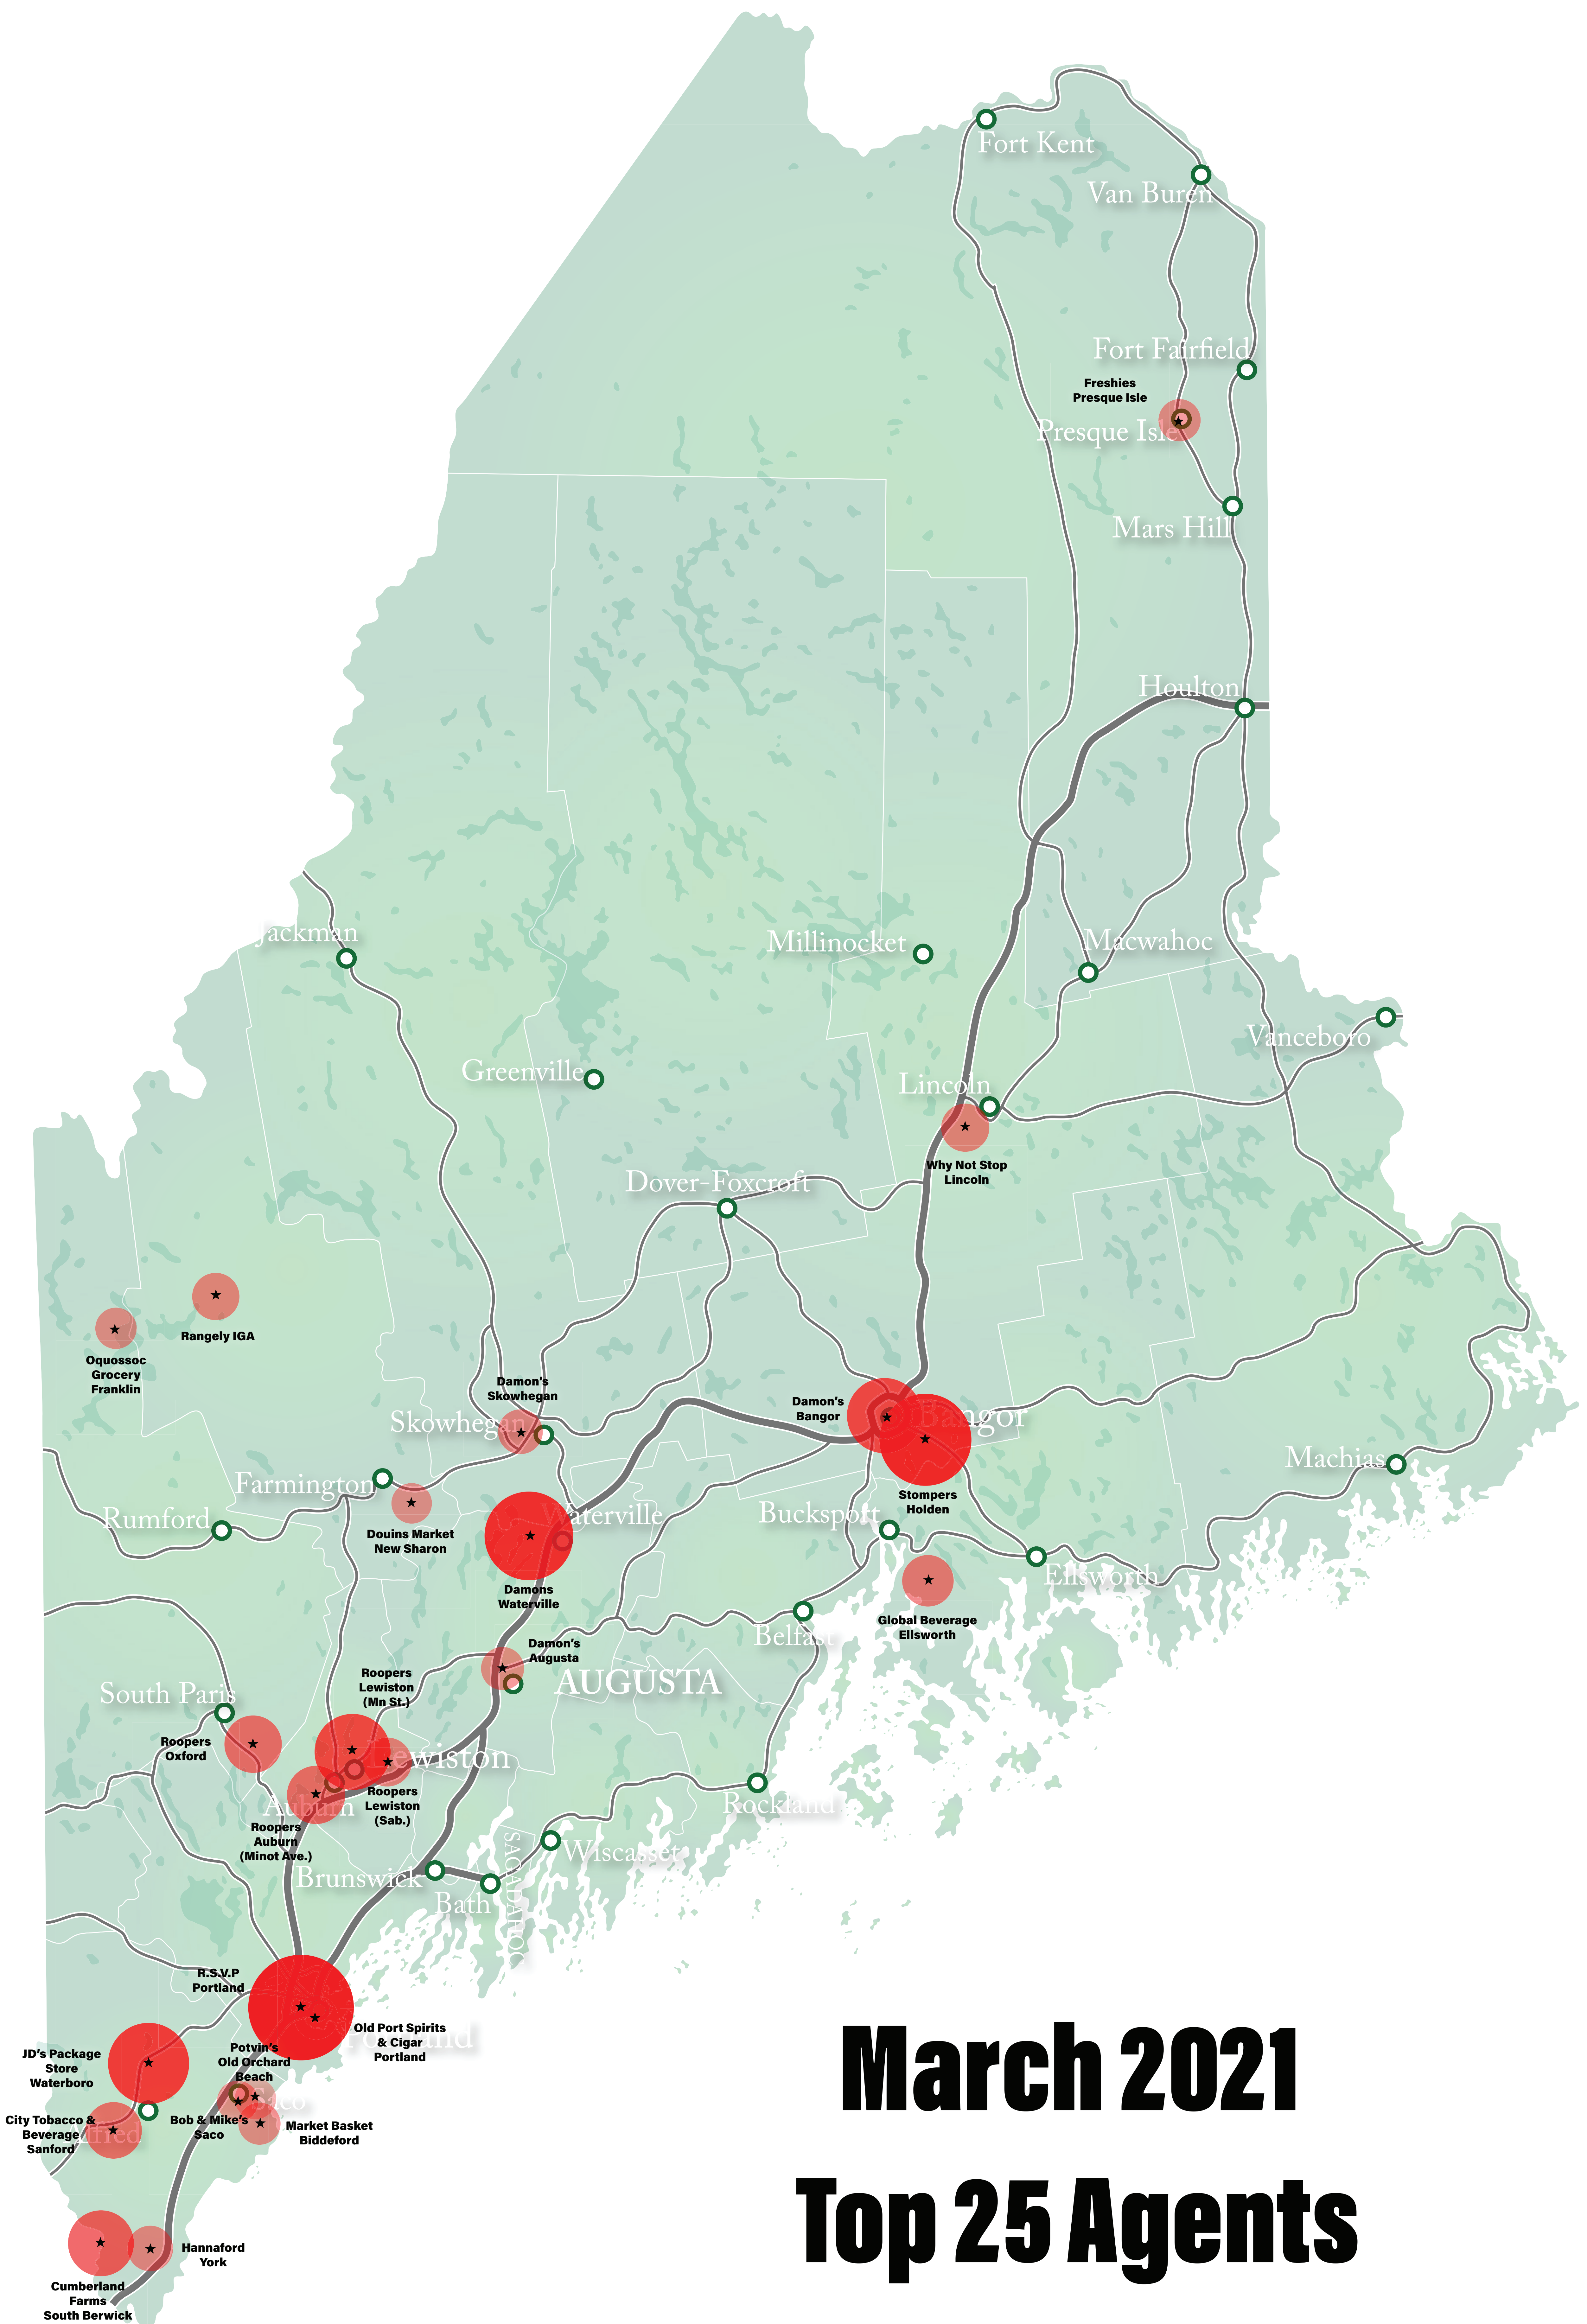 Fort Kent
Van Buren
Fort Fairfield
Freshies
Presque Isle
Presque Isle
Mars Hill
Houlton
Jackman
Millinocket
Macwahoc
Vanceboro
Greenville
Lincoln
Why Not Stop
Lincoln
Dover-Foxcroft
Rangely IGA
Oquossoc
Grocery
Franklin
Damon's
Skowhegan
Skowhegan
Damon's
Bangor
Bangor
Stompers
Holden
Machias
Farmington
Rumford
Douins Market
New Sharon
Waterville
Damons
Waterville
Bucksport
Ellsworth
Global Beverage
Ellsworth
Belfast
Damon's
Augusta
AUGUSTA
Roopers
Lewiston
(Mn St.)
South Paris
Roopers
Oxford
Lewiston
Roopers
Lewiston
(Sab.)
Auburn
Roopers
Auburn
(Minot Ave.)
Rockland
Wiscasset
SAGADAHOC
Brunswick
Bath
R.S.V.P
Portland
Old Port Spirits
& Cigar
Portland
Portland
JD's Package
Store
Waterboro
Potvin's
Old Orchard
Beach
Saco
City Tobacco &
Beverage
Sanford
Alfred
Bob & Mike's
Saco
Market Basket
Biddeford
Hannaford
York
Cumberland
Farms
South Berwick
March 2021
Top 25 Agents